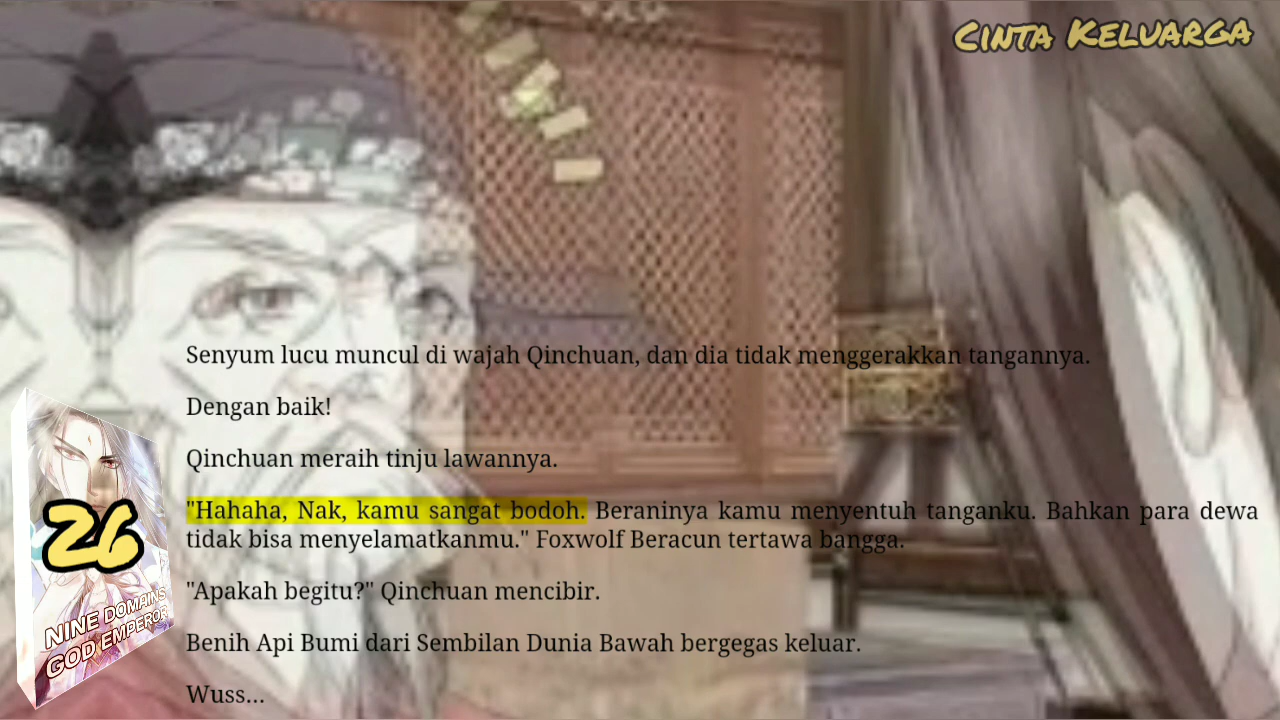 Cinta Keluarga
Senyum lucu muncul di wajah Qinchuan, dan dia tidak menggerakkan tangannya.
Dengan baik!
Qinchuan meraih tinju lawannya.
"Hahaha, Nak, kamu sangat bodoh. Beraninya kamu menyentuh tanganku. Bahkan para dewa
tidak bisa menyelamatkanmu." Foxwolf Beracun tertawa bangga.
"Apakah begitu?" Qinchuan mencibir.
Benih Api Bumi dari Sembilan Dunia Bawah bergegas keluar.
Wuss...
26
NINE DOMAINS
GOD EMPEROR